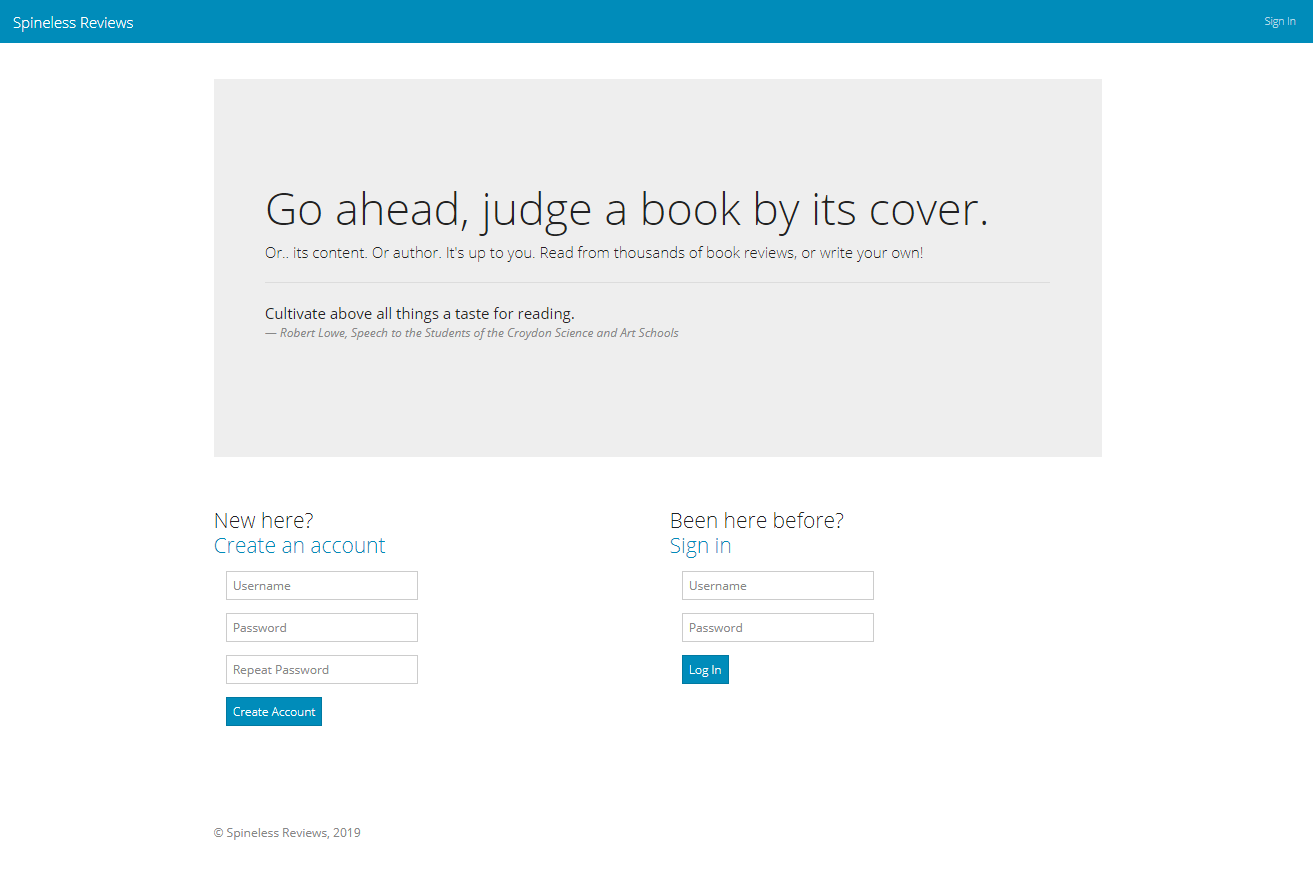 Spineless Reviews
Sign In
Go ahead, judge a book by its cover.
Or.. its content. Or author. It's up to you. Read from thousands of book reviews, or write your own!
Cultivate above all things a taste for reading.
— Robert Lowe, Speech to the Students of the Croydon Science and Art Schools
New here?
Create an account
Username
Password
Repeat Password
Create Account
Been here before?
Sign in
Username
Password
Log In
© Spineless Reviews, 2019